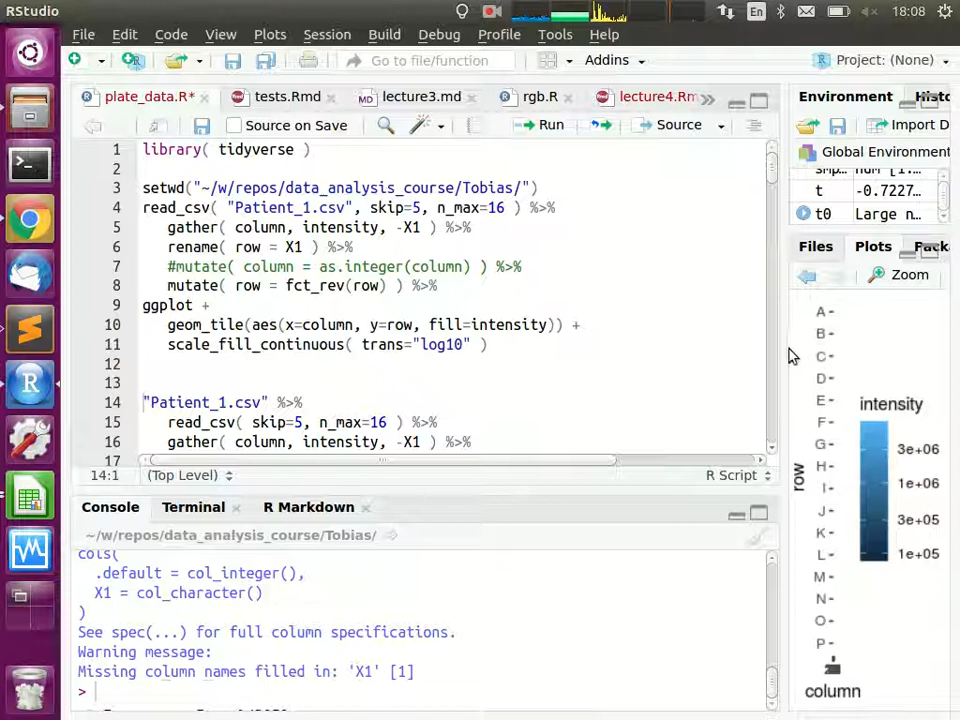 RStudio
En
18:08
File Edit Code View Plots Session Build Debug Profile Tools Help
Go to file/function
Addins
Project: (None)
plate_data.R* tests.Rmd lecture3.md rgb.R lecture4.Rm
Source on Save
Run
Source
1 library( tidyverse )
2
3 setwd("~/w/repos/data_analysis_course/Tobias/")
4 read_csv( "Patient_1.csv", skip=5, n_max=16 ) %>%
5 gather( column, intensity, -X1 ) %>%
6 rename( row = X1 ) %>%
7 #mutate( column = as.integer(column) ) %>%
8 mutate( row = fct_rev(row) ) %>%
9 ggplot +
10 geom_tile(aes(x=column, y=row, fill=intensity)) +
11 scale_fill_continuous( trans="log10" )
12
13
14 "Patient_1.csv" %>%
15 read_csv( skip=5, n_max=16 ) %>%
16 gather( column, intensity, -X1 ) %>%
17
14:1 (Top Level) R Script
Console Terminal R Markdown
~/w/repos/data_analysis_course/Tobias/
cols(
.default = col_integer(),
X1 = col_character()
)
See spec(...) for full column specifications.
Warning message:
Missing column names filled in: 'X1' [1]
>
Environment Histo
Import D
Global Environment
t -0.7227…
t0 Large n…
Files Plots Packa
Zoom
A
B
C
D
E
F
G
H
I
J
K
L
M
N
O
P
row
column
intensity
3e+06
1e+06
3e+05
1e+05